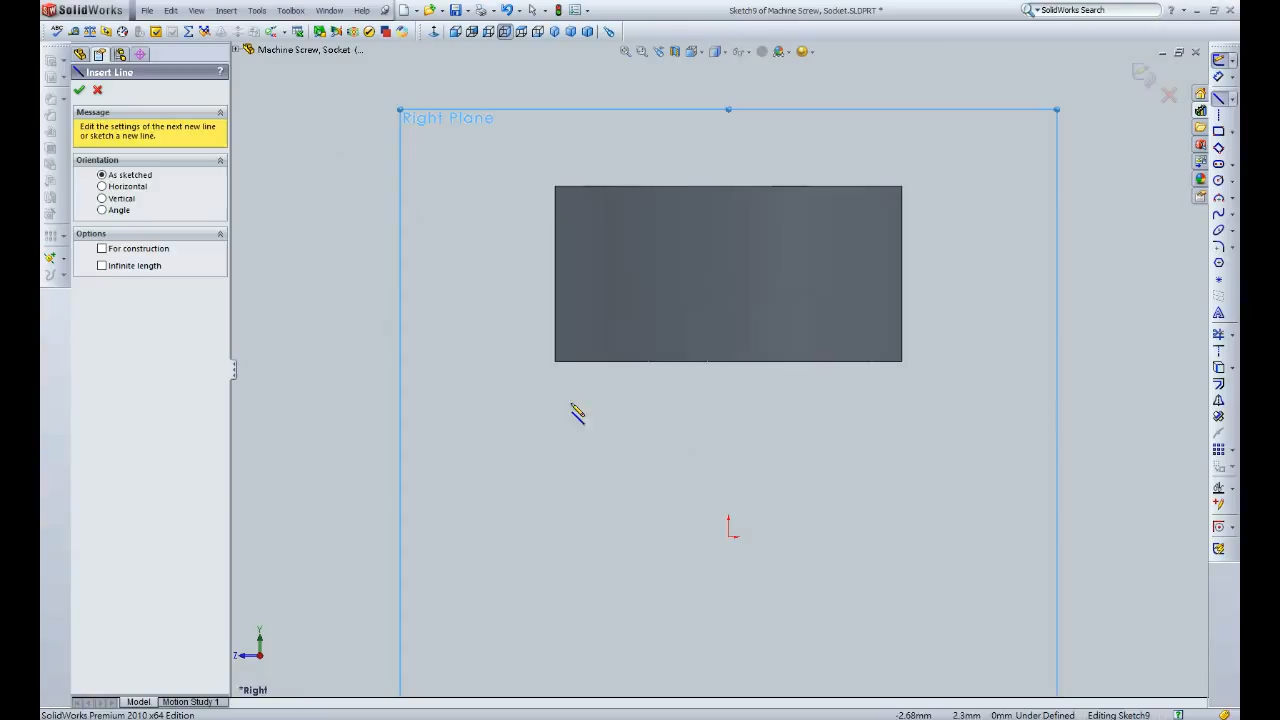 SolidWorks File Edit View Insert Tools Toolbox Window Help Sketch9 of Machine Screw, Socket.SLDPRT * SolidWorks Search
Machine Screw, Socket (...
Insert Line ?
Message
Edit the settings of the next new line
or sketch a new line.
Orientation
As sketched
Horizontal
Vertical
Angle
Options
For construction
Infinite length
Right Plane
Y
Z
*Right
Model Motion Study 1
SolidWorks Premium 2010 x64 Edition -2.68mm 2.3mm 0mm Under Defined Editing Sketch9